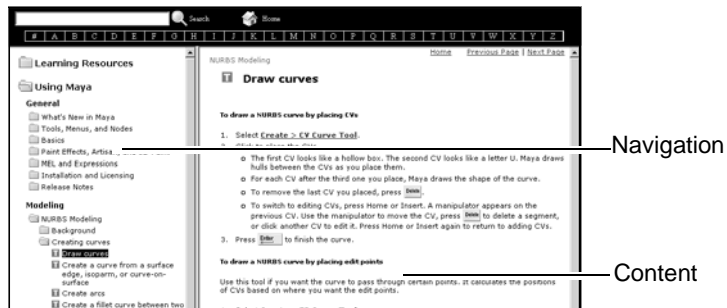 Search
Home
# A B C D E F G H I J K L M N O P Q R S T U V W X Y Z
Learning Resources
Using Maya
General
What's New in Maya
Tools, Menus, and Nodes
Basics
Paint Effects, Artisa
MEL and Expressions
Installation and Licensing
Release Notes
Modeling
NURBS Modeling
Background
Creating curves
Draw curves
Create a curve from a surface
edge, isoparm, or curve-on-
surface
Create arcs
Create a fillet curve between two
Home Previous Page | Next Page
NURBS Modeling
T Draw curves
To draw a NURBS curve by placing CVs
1. Select Create > CV Curve Tool.
o The first CV looks like a hollow box. The second CV looks like a letter U. Maya draws
hulls between the CVs as you place them.
o For each CV after the third one you place, Maya draws the shape of the curve.
o To remove the last CV you placed, press Delete.
o To switch to editing CVs, press Home or Insert. A manipulator appears on the
previous CV. Use the manipulator to move the CV, press Delete to delete a segment,
or click another CV to edit it. Press Home or Insert again to return to adding CVs.
3. Press Enter to finish the curve.
To draw a NURBS curve by placing edit points
Use this tool if you want the curve to pass through certain points. It calculates the positions
of CVs based on where you want the edit points.
Navigation
Content